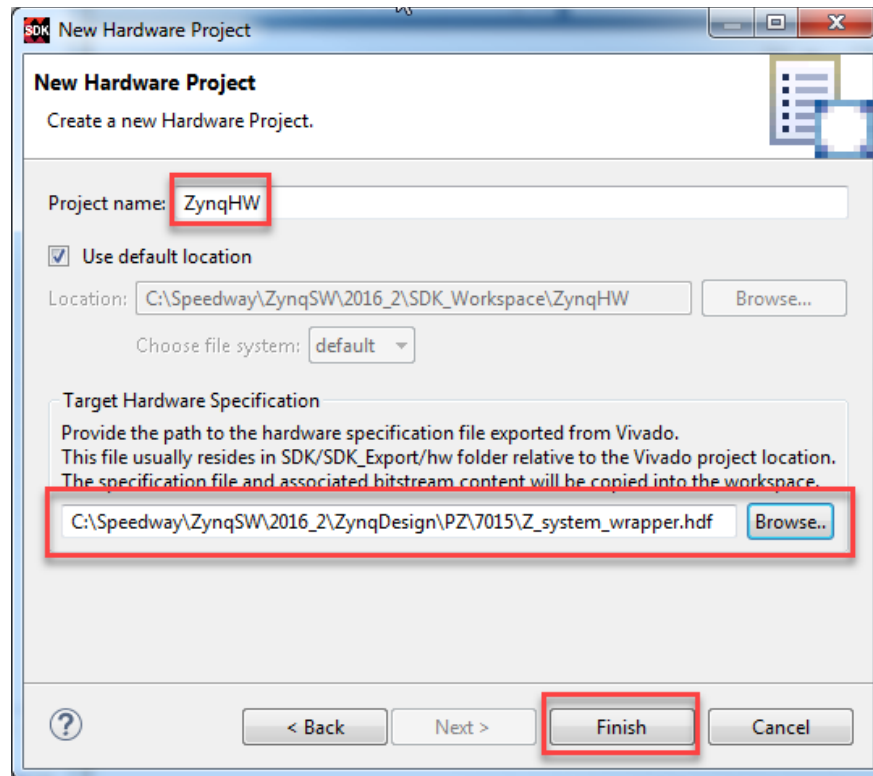 SDK New Hardware Project
New Hardware Project
Create a new Hardware Project.
Project name: ZynqHW
Use default location
Location: C:\Speedway\ZynqSW\2016_2\SDK_Workspace\ZynqHW Browse...
Choose file system: default
Target Hardware Specification
Provide the path to the hardware specification file exported from Vivado.
This file usually resides in SDK/SDK_Export/hw folder relative to the Vivado project location.
The specification file and associated bitstream content will be copied into the workspace.
C:\Speedway\ZynqSW\2016_2\ZynqDesign\PZ\7015\Z_system_wrapper.hdf Browse..
? < Back Next > Finish Cancel